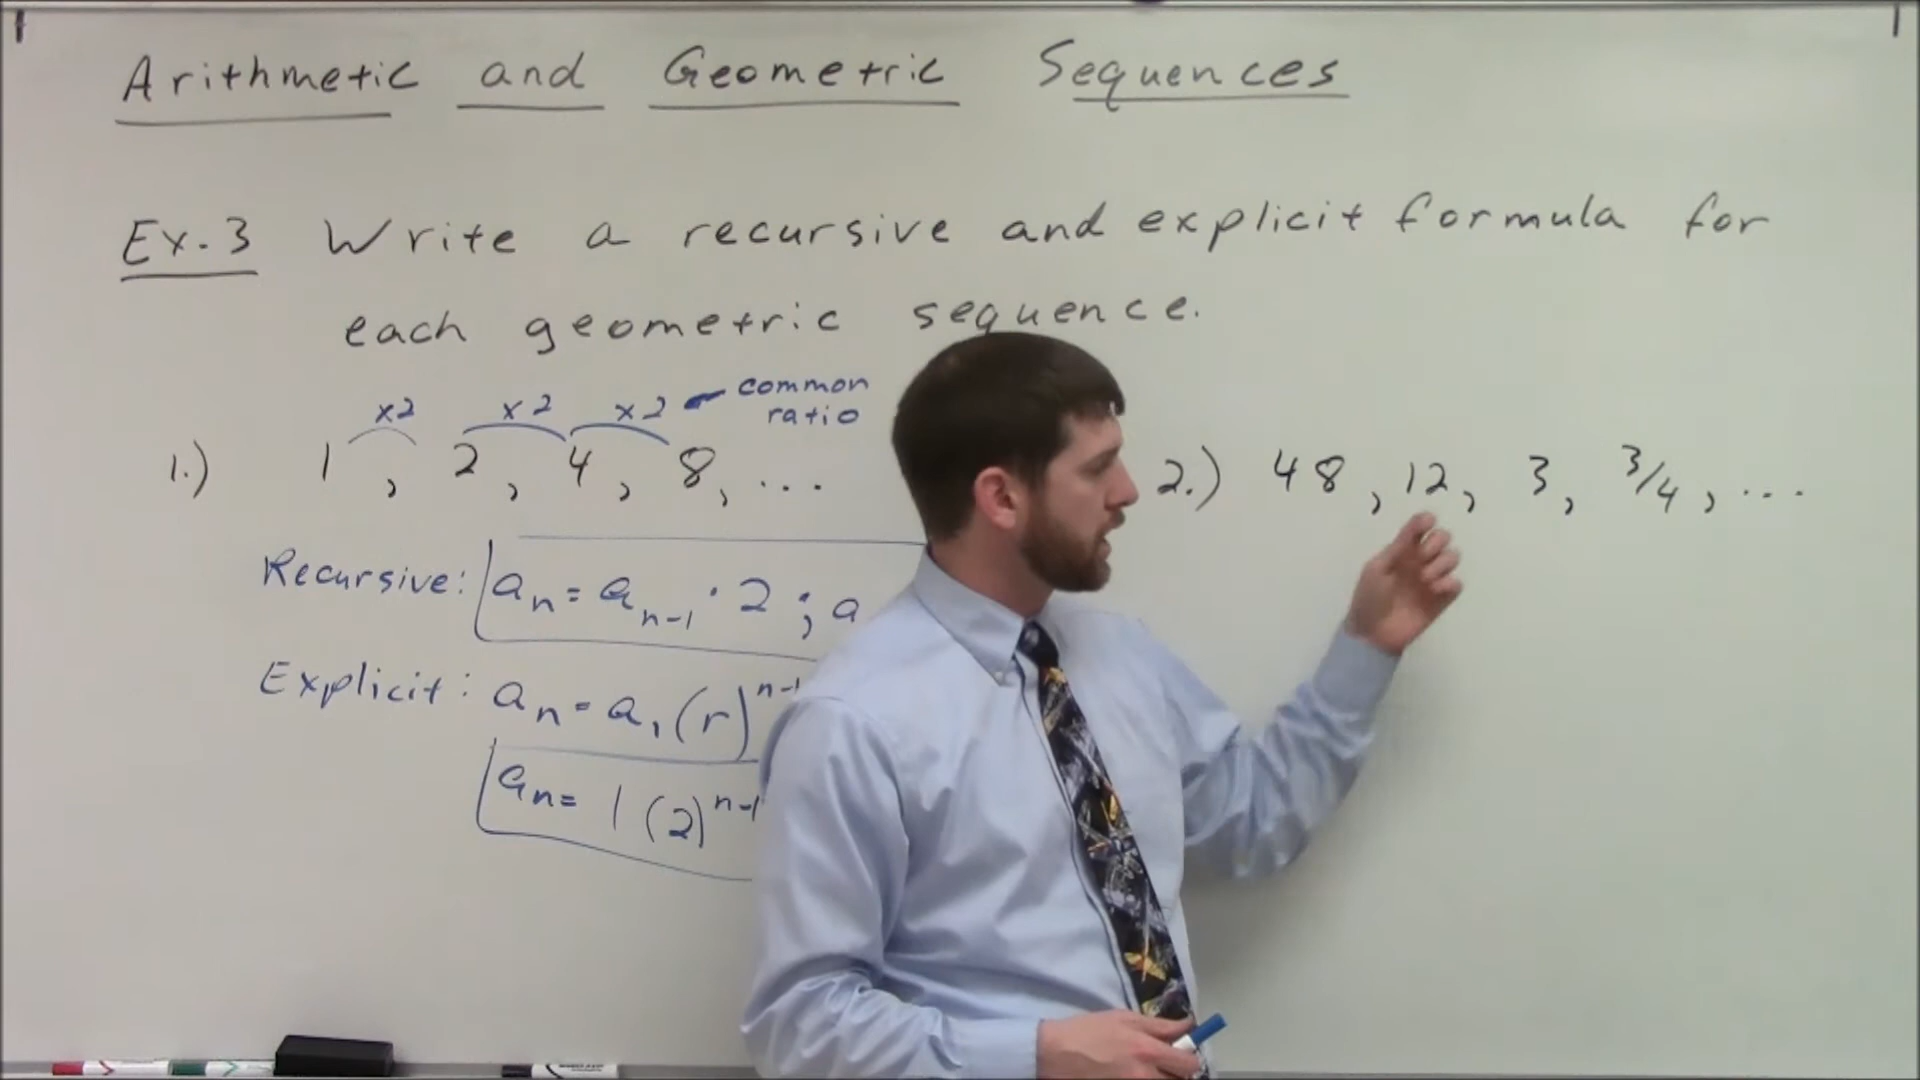 Arithmetic and Geometric Sequences
Ex. 3 Write a recursive and explicit formula for
each geometric sequence.
x2 x2 x2 common
ratio
1.) 1, 2, 4, 8, ...
Recursive: aₙ = aₙ₋₁ · 2 ; a
Explicit: aₙ = a₁(r)ⁿ⁻¹
aₙ = 1(2)ⁿ⁻¹
2.) 48, 12, 3, 3/4, ...